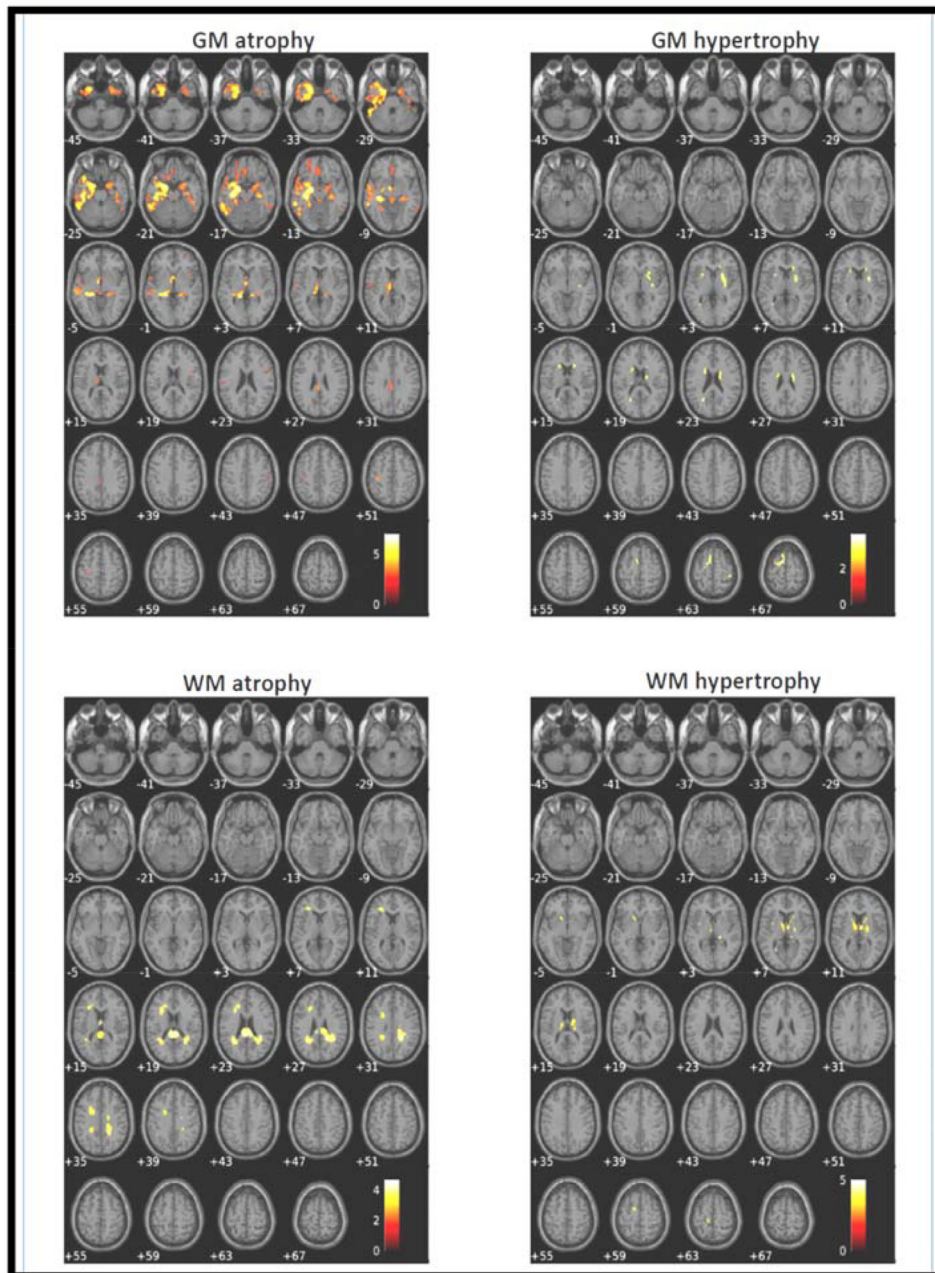 GM atrophy
-45 -41 -37 -33 -29
-25 -21 -17 -13 -9
-5 -1 +3 +7 +11
+15 +19 +23 +27 +31
+35 +39 +43 +47 +51
5
0
+55 +59 +63 +67
GM hypertrophy
-45 -41 -37 -33 -29
-25 -21 -17 -13 -9
-5 -1 +3 +7 +11
+15 +19 +23 +27 +31
+35 +39 +43 +47 +51
2
0
+55 +59 +63 +67
WM atrophy
-45 -41 -37 -33 -29
-25 -21 -17 -13 -9
-5 -1 +3 +7 +11
+15 +19 +23 +27 +31
+35 +39 +43 +47 +51
4
2
0
+55 +59 +63 +67
WM hypertrophy
-45 -41 -37 -33 -29
-25 -21 -17 -13 -9
-5 -1 +3 +7 +11
+15 +19 +23 +27 +31
+35 +39 +43 +47 +51
5
0
+55 +59 +63 +67